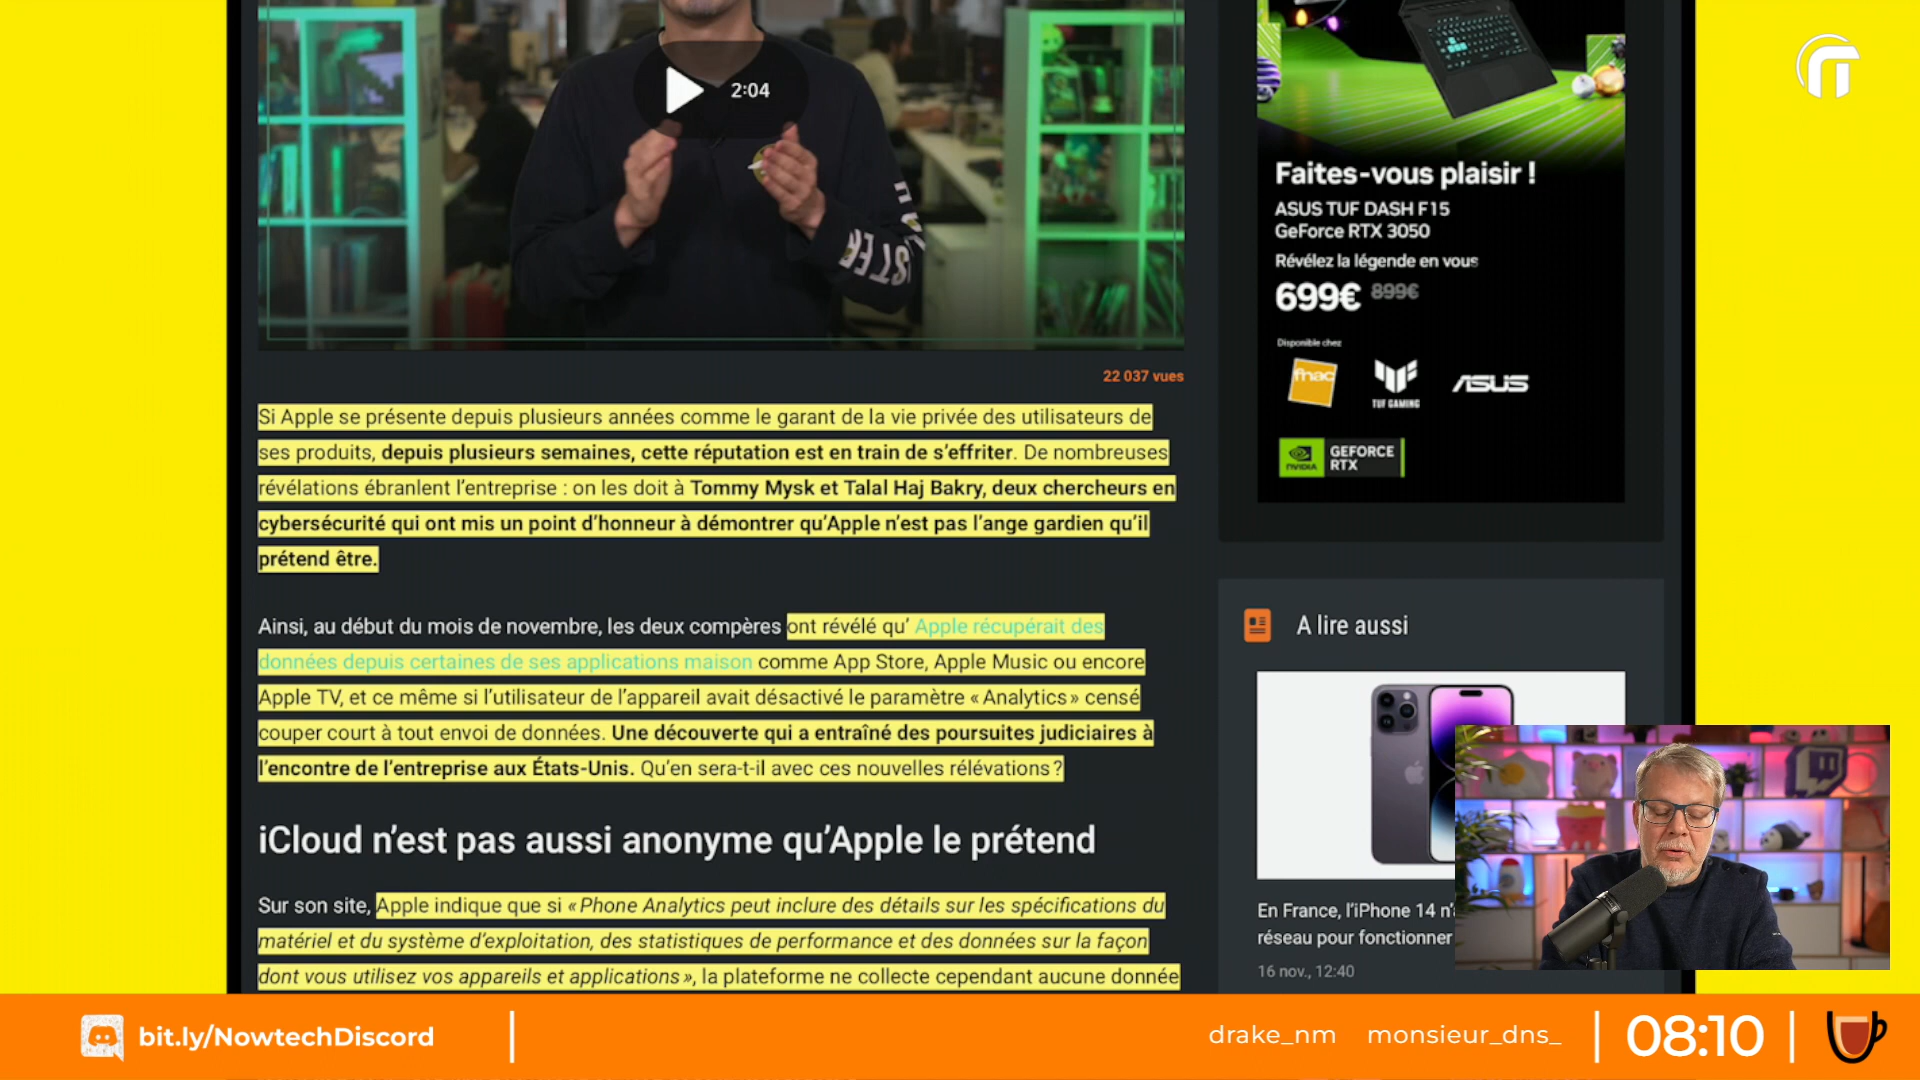 2:04
22 037 vues
Si Apple se présente depuis plusieurs années comme le garant de la vie privée des utilisateurs de
ses produits, depuis plusieurs semaines, cette réputation est en train de s’effriter. De nombreuses
révélations ébranlent l’entreprise : on les doit à Tommy Mysk et Talal Haj Bakry, deux chercheurs en
cybersécurité qui ont mis un point d’honneur à démontrer qu’Apple n’est pas l’ange gardien qu’il
prétend être.
Ainsi, au début du mois de novembre, les deux compères ont révélé qu’ Apple récupérait des
données depuis certaines de ses applications maison comme App Store, Apple Music ou encore
Apple TV, et ce même si l’utilisateur de l’appareil avait désactivé le paramètre « Analytics » censé
couper court à tout envoi de données. Une découverte qui a entraîné des poursuites judiciaires à
l’encontre de l’entreprise aux États-Unis. Qu’en sera-t-il avec ces nouvelles rélévations ?
iCloud n’est pas aussi anonyme qu’Apple le prétend
Sur son site, Apple indique que si « Phone Analytics peut inclure des détails sur les spécifications du
matériel et du système d’exploitation, des statistiques de performance et des données sur la façon
dont vous utilisez vos appareils et applications », la plateforme ne collecte cependant aucune donnée
Faites-vous plaisir !
ASUS TUF DASH F15
GeForce RTX 3050
Révélez la légende en vous
699€ 899€
Disponible chez
fnac
TUF GAMING
ASUS
NVIDIA
GEFORCE
RTX
A lire aussi
En France, l’iPhone 14
réseau pour fonctionner
16 nov., 12:40
bit.ly/NowtechDiscord
drake_nm monsieur_dns_
08:10